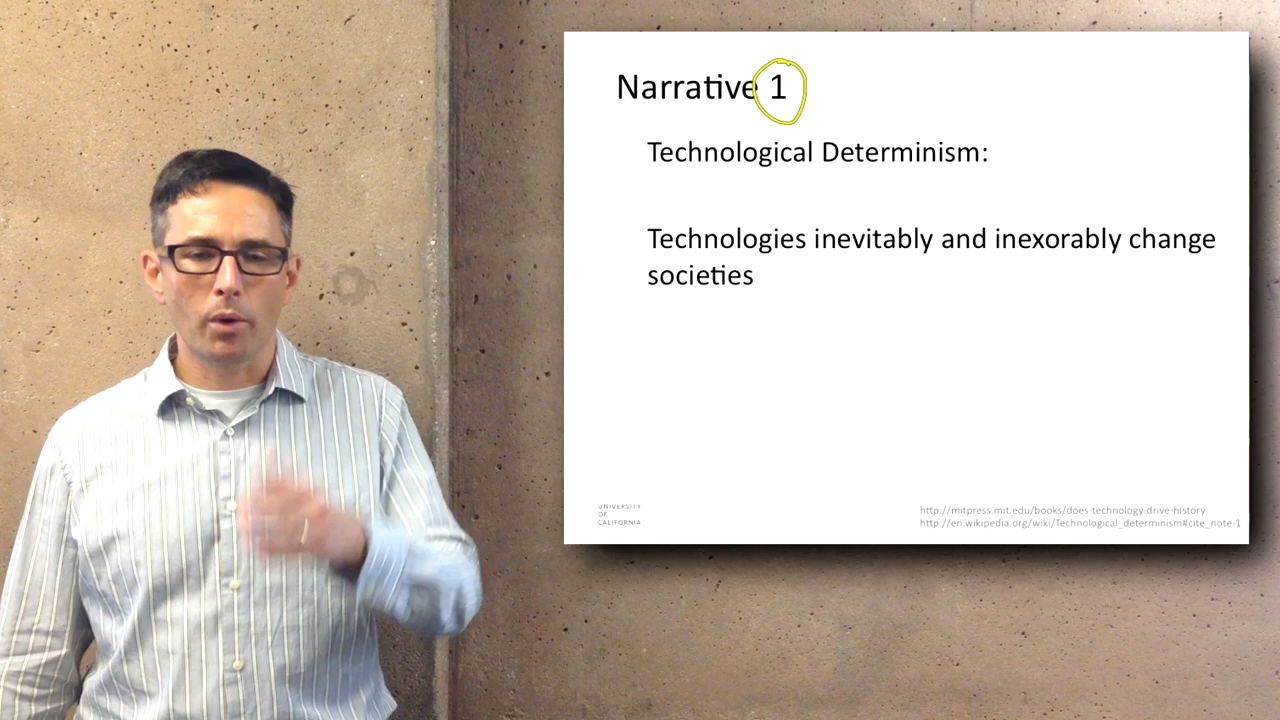 Narrative 1
Technological Determinism:
Technologies inevitably and inexorably change
societies
UNIVERSITY
OF
CALIFORNIA
http://mitpress.mit.edu/books/does-technology-drive-history
http://en.wikipedia.org/wiki/Technological_determinism#cite_note-1